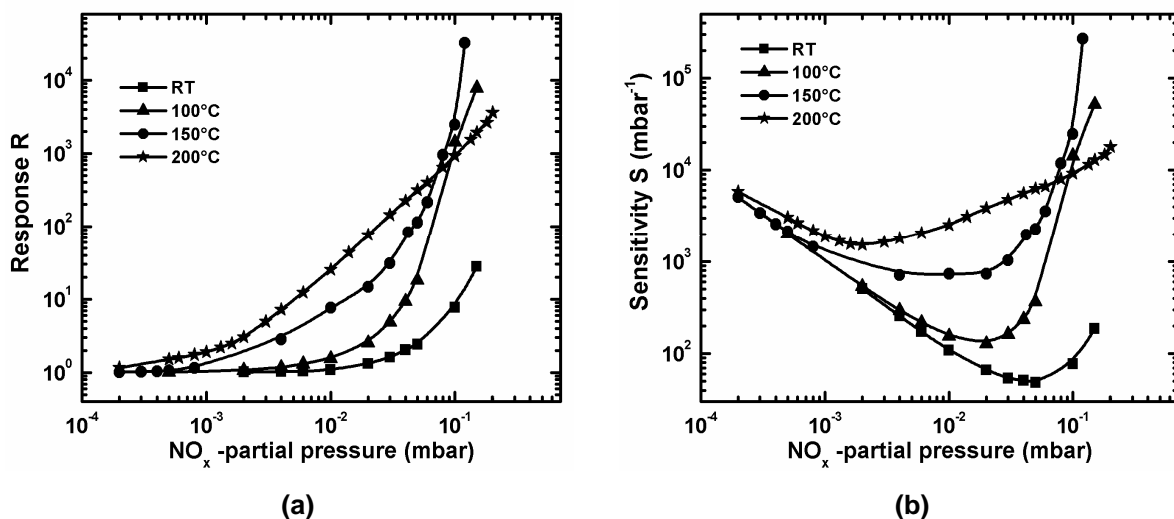 Response R
10⁴
10³
10²
10¹
10⁰
RT
100°C
150°C
200°C
10⁻⁴ 10⁻³ 10⁻² 10⁻¹
NOₓ -partial pressure (mbar)
(a)
Sensitivity S (mbar⁻¹)
10⁵
10⁴
10³
10²
RT
100°C
150°C
200°C
10⁻⁴ 10⁻³ 10⁻² 10⁻¹
NOₓ -partial pressure (mbar)
(b)